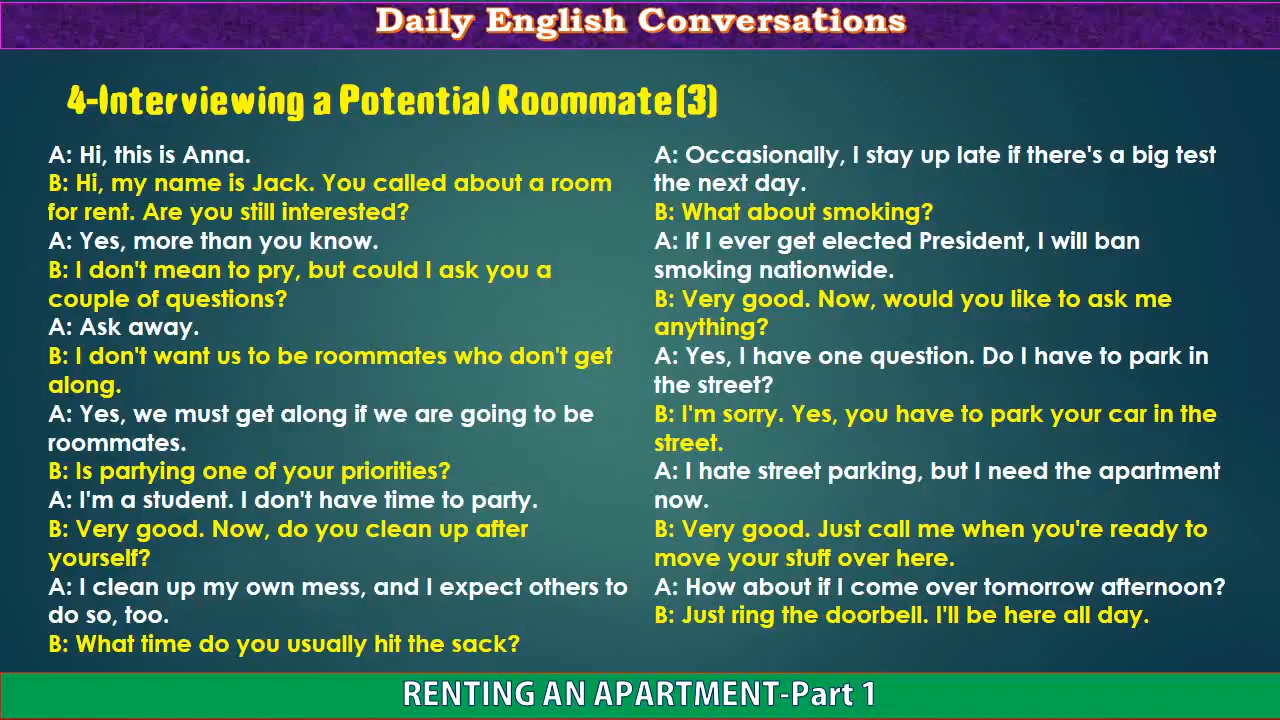 Daily English Conversations
4-Interviewing a Potential Roommate(3)
A: Hi, this is Anna.
B: Hi, my name is Jack. You called about a room
for rent. Are you still interested?
A: Yes, more than you know.
B: I don't mean to pry, but could I ask you a
couple of questions?
A: Ask away.
B: I don't want us to be roommates who don't get
along.
A: Yes, we must get along if we are going to be
roommates.
B: Is partying one of your priorities?
A: I'm a student. I don't have time to party.
B: Very good. Now, do you clean up after
yourself?
A: I clean up my own mess, and I expect others to
do so, too.
B: What time do you usually hit the sack?
A: Occasionally, I stay up late if there's a big test
the next day.
B: What about smoking?
A: If I ever get elected President, I will ban
smoking nationwide.
B: Very good. Now, would you like to ask me
anything?
A: Yes, I have one question. Do I have to park in
the street?
B: I'm sorry. Yes, you have to park your car in the
street.
A: I hate street parking, but I need the apartment
now.
B: Very good. Just call me when you're ready to
move your stuff over here.
A: How about if I come over tomorrow afternoon?
B: Just ring the doorbell. I'll be here all day.
RENTING AN APARTMENT-Part 1